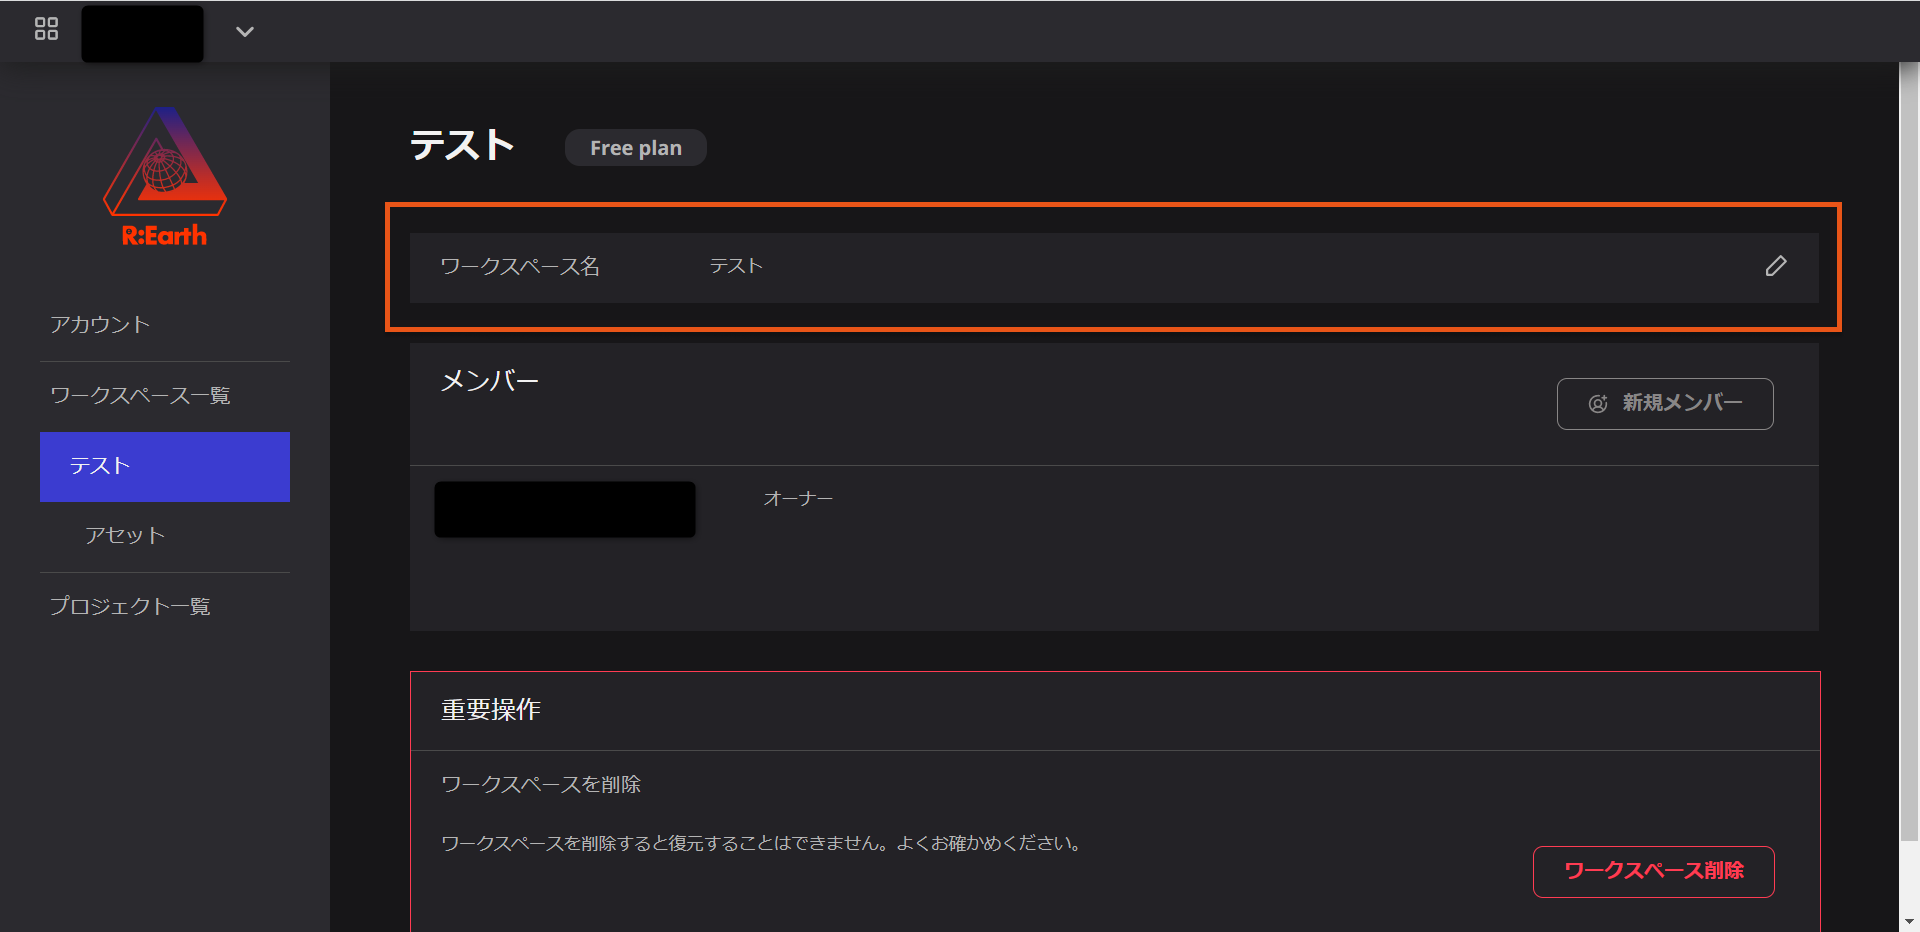 R:Earth
アカウント
ワークスペース一覧
テスト
アセット
プロジェクト一覧
テスト
Free plan
ワークスペース名 テスト
メンバー
新規メンバー
オーナー
重要操作
ワークスペースを削除
ワークスペースを削除すると復元することはできません。よくお確かめください。
ワークスペース削除